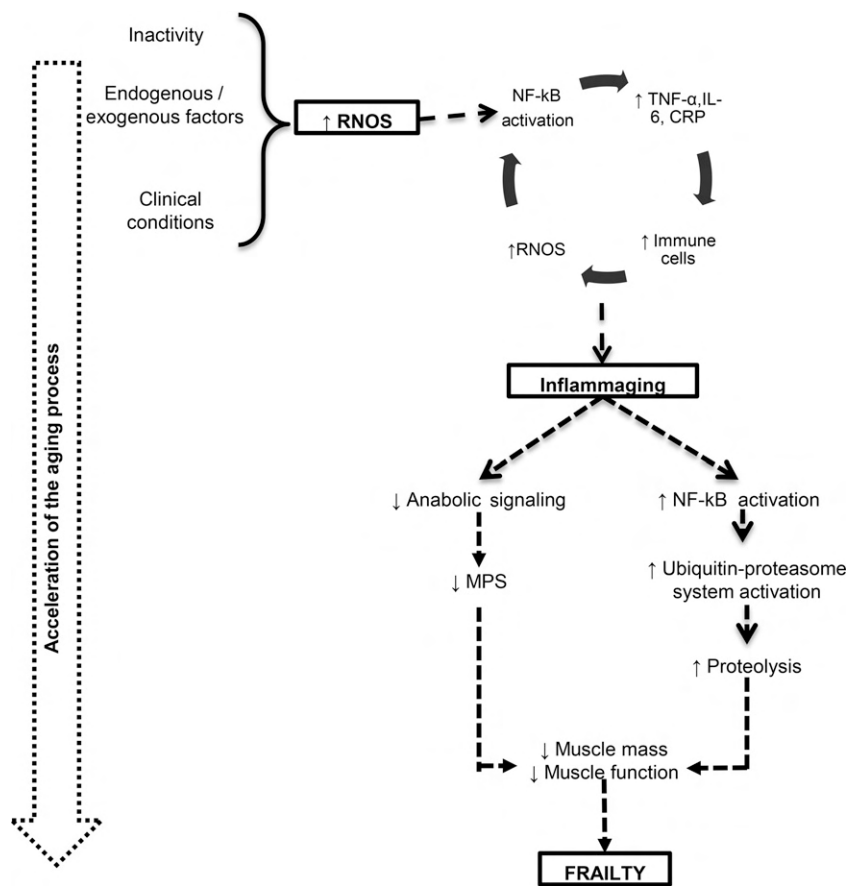 Inactivity
Endogenous /
exogenous factors
Clinical
conditions
↑ RNOS
NF-kB
activation
↑ TNF-α,IL-
6, CRP
↑ Immune
cells
↑RNOS
Inflammaging
↓ Anabolic signaling
↓ MPS
↑ NF-kB activation
↑ Ubiquitin-proteasome
system activation
↑ Proteolysis
↓ Muscle mass
↓ Muscle function
FRAILTY
Acceleration of the aging process